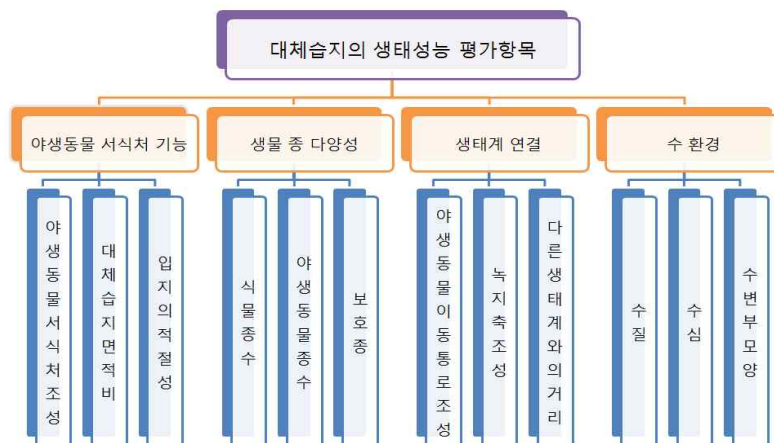 대체습지의 생태성능 평가항목
야생동물 서식처 기능
생물 종 다양성
생태계 연결
수 환경
야생동물서식처조성
대체습지면적비
입지의적절성
식물종수
야생동물종수
보호종
야생동물이동통로조성
녹지축조성
다른생태계와의거리
수질
수심
수변부모양